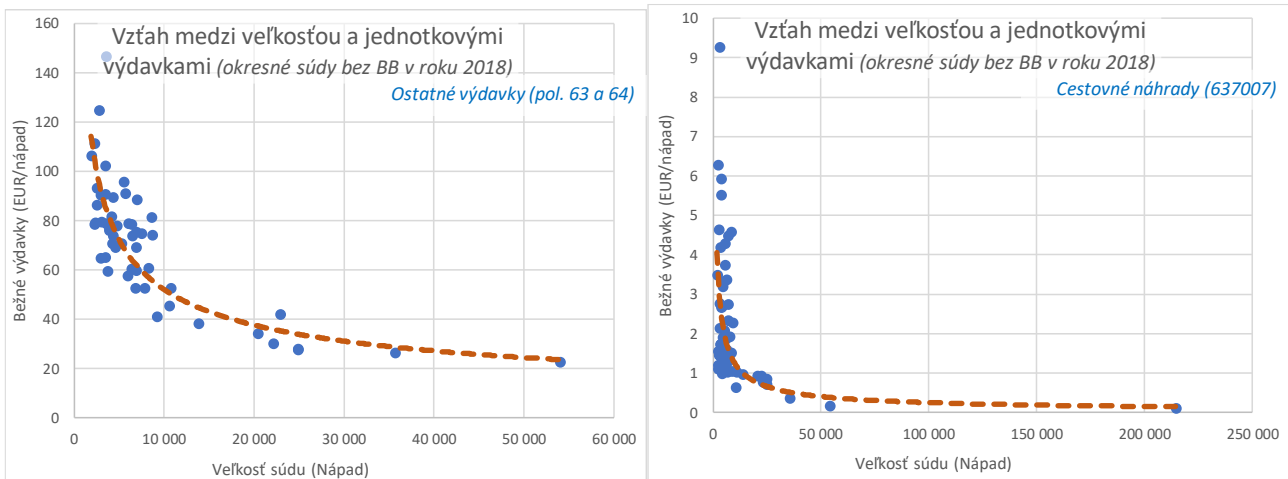 Vzťah medzi veľkosťou a jednotkovými
výdavkami (okresné súdy bez BB v roku 2018)
Ostatné výdavky (pol. 63 a 64)
Bežné výdavky (EUR/nápad)
160
140
120
100
80
60
40
20
0
0 10 000 20 000 30 000 40 000 50 000 60 000
Veľkosť súdu (Nápad)
Vzťah medzi veľkosťou a jednotkovými
výdavkami (okresné súdy bez BB v roku 2018)
Cestovné náhrady (637007)
Bežné výdavky (EUR/nápad)
10
9
8
7
6
5
4
3
2
1
0
0 50 000 100 000 150 000 200 000 250 000
Veľkosť súdu (Nápad)